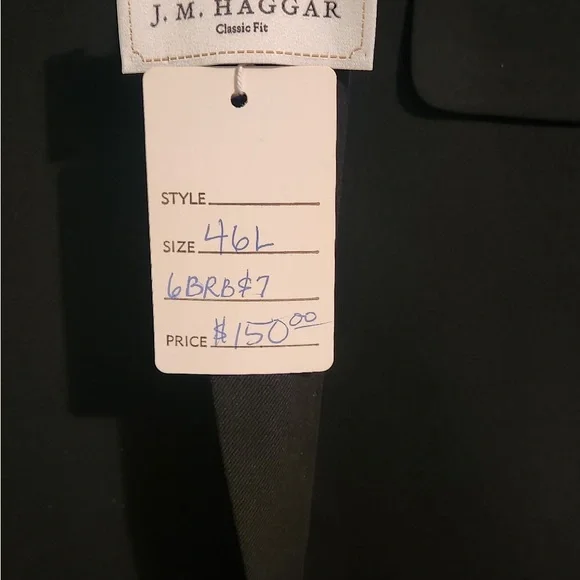 J. M. HAGGAR
Classic Fit
STYLE
SIZE 46L
6BRB$7
PRICE $150.00